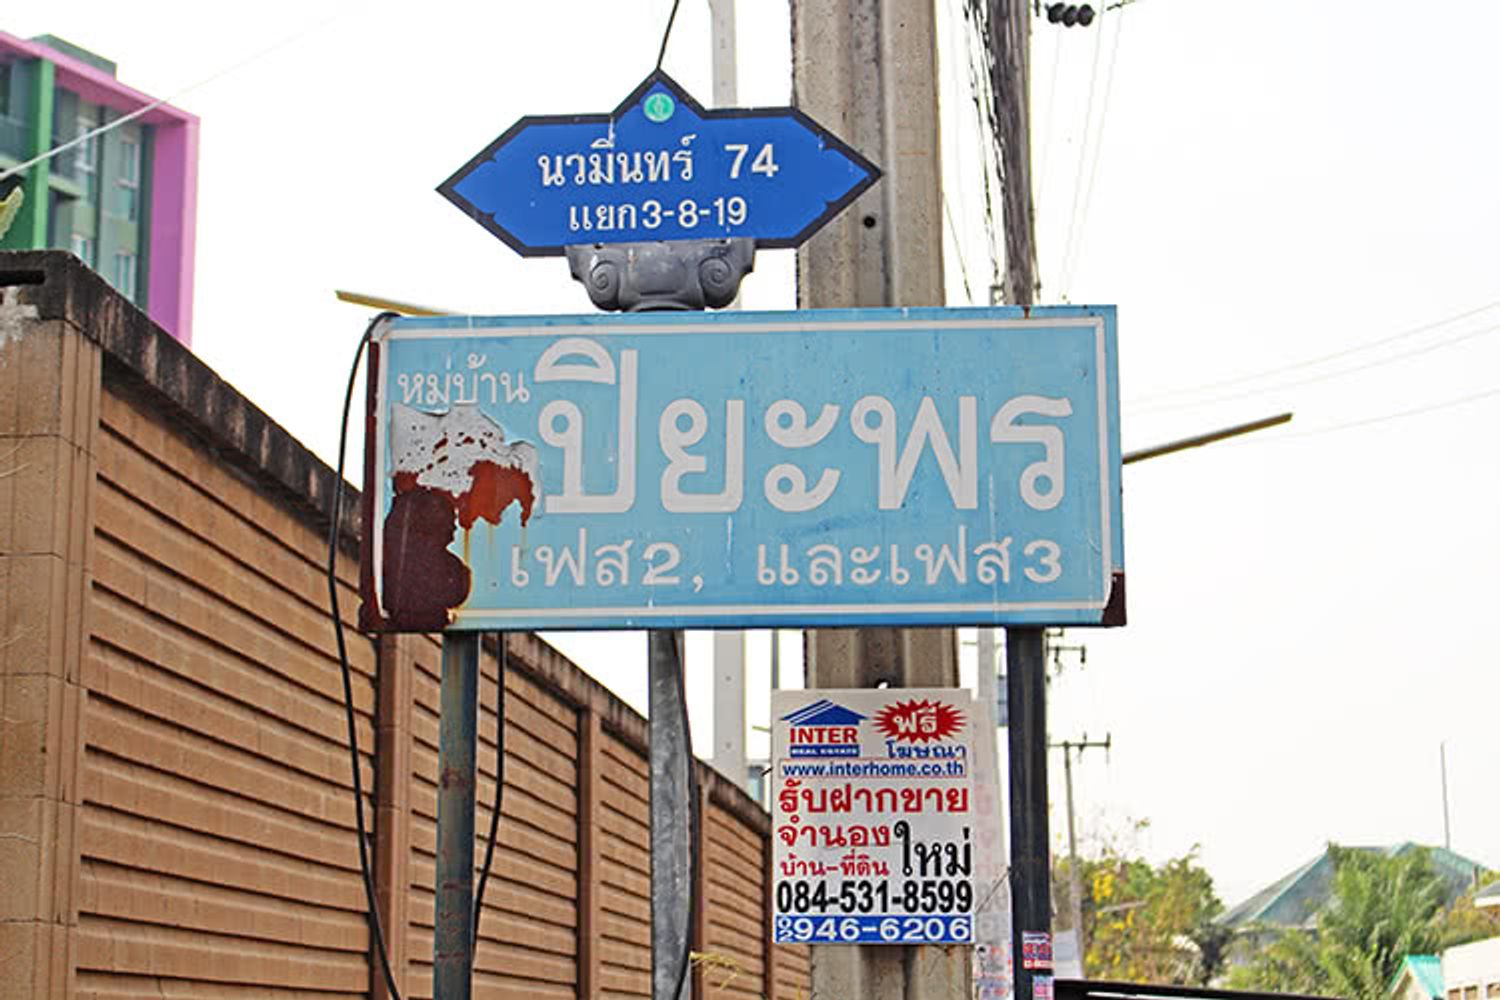 นวมินทร์ 74
แยก3-8-19
หมู่บ้าน
ปิยะพร
เฟส2, และเฟส3
INTER
REAL ESTATE
ฟรี
โฆษณา
www.interhome.co.th
รับฝากขาย
จำนอง
บ้าน-ที่ดิน
ใหม่
084-531-8599
02 946-6206